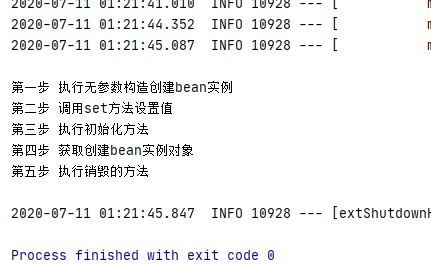 2020-07-11 01:21:41.010  INFO 10928 --- [
2020-07-11 01:21:44.352  INFO 10928 --- [
2020-07-11 01:21:45.087  INFO 10928 --- [
第一步 执行无参数构造创建bean实例
第二步 调用set方法设置值
第三步 执行初始化方法
第四步 获取创建bean实例对象
第五步 执行销毁的方法
2020-07-11 01:21:45.847  INFO 10928 --- [extShutdownH
Process finished with exit code 0